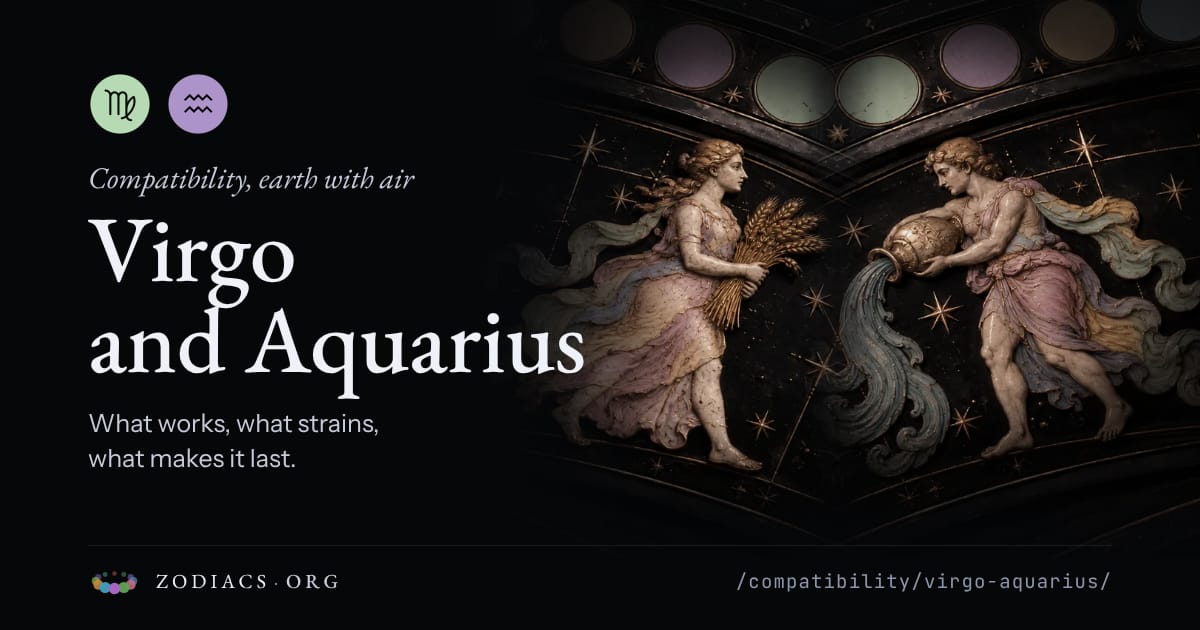 ♍ ♒
Compatibility, earth with air
Virgo
and Aquarius
What works, what strains,
what makes it last.
ZODIACS·ORG
/compatibility/virgo-aquarius/